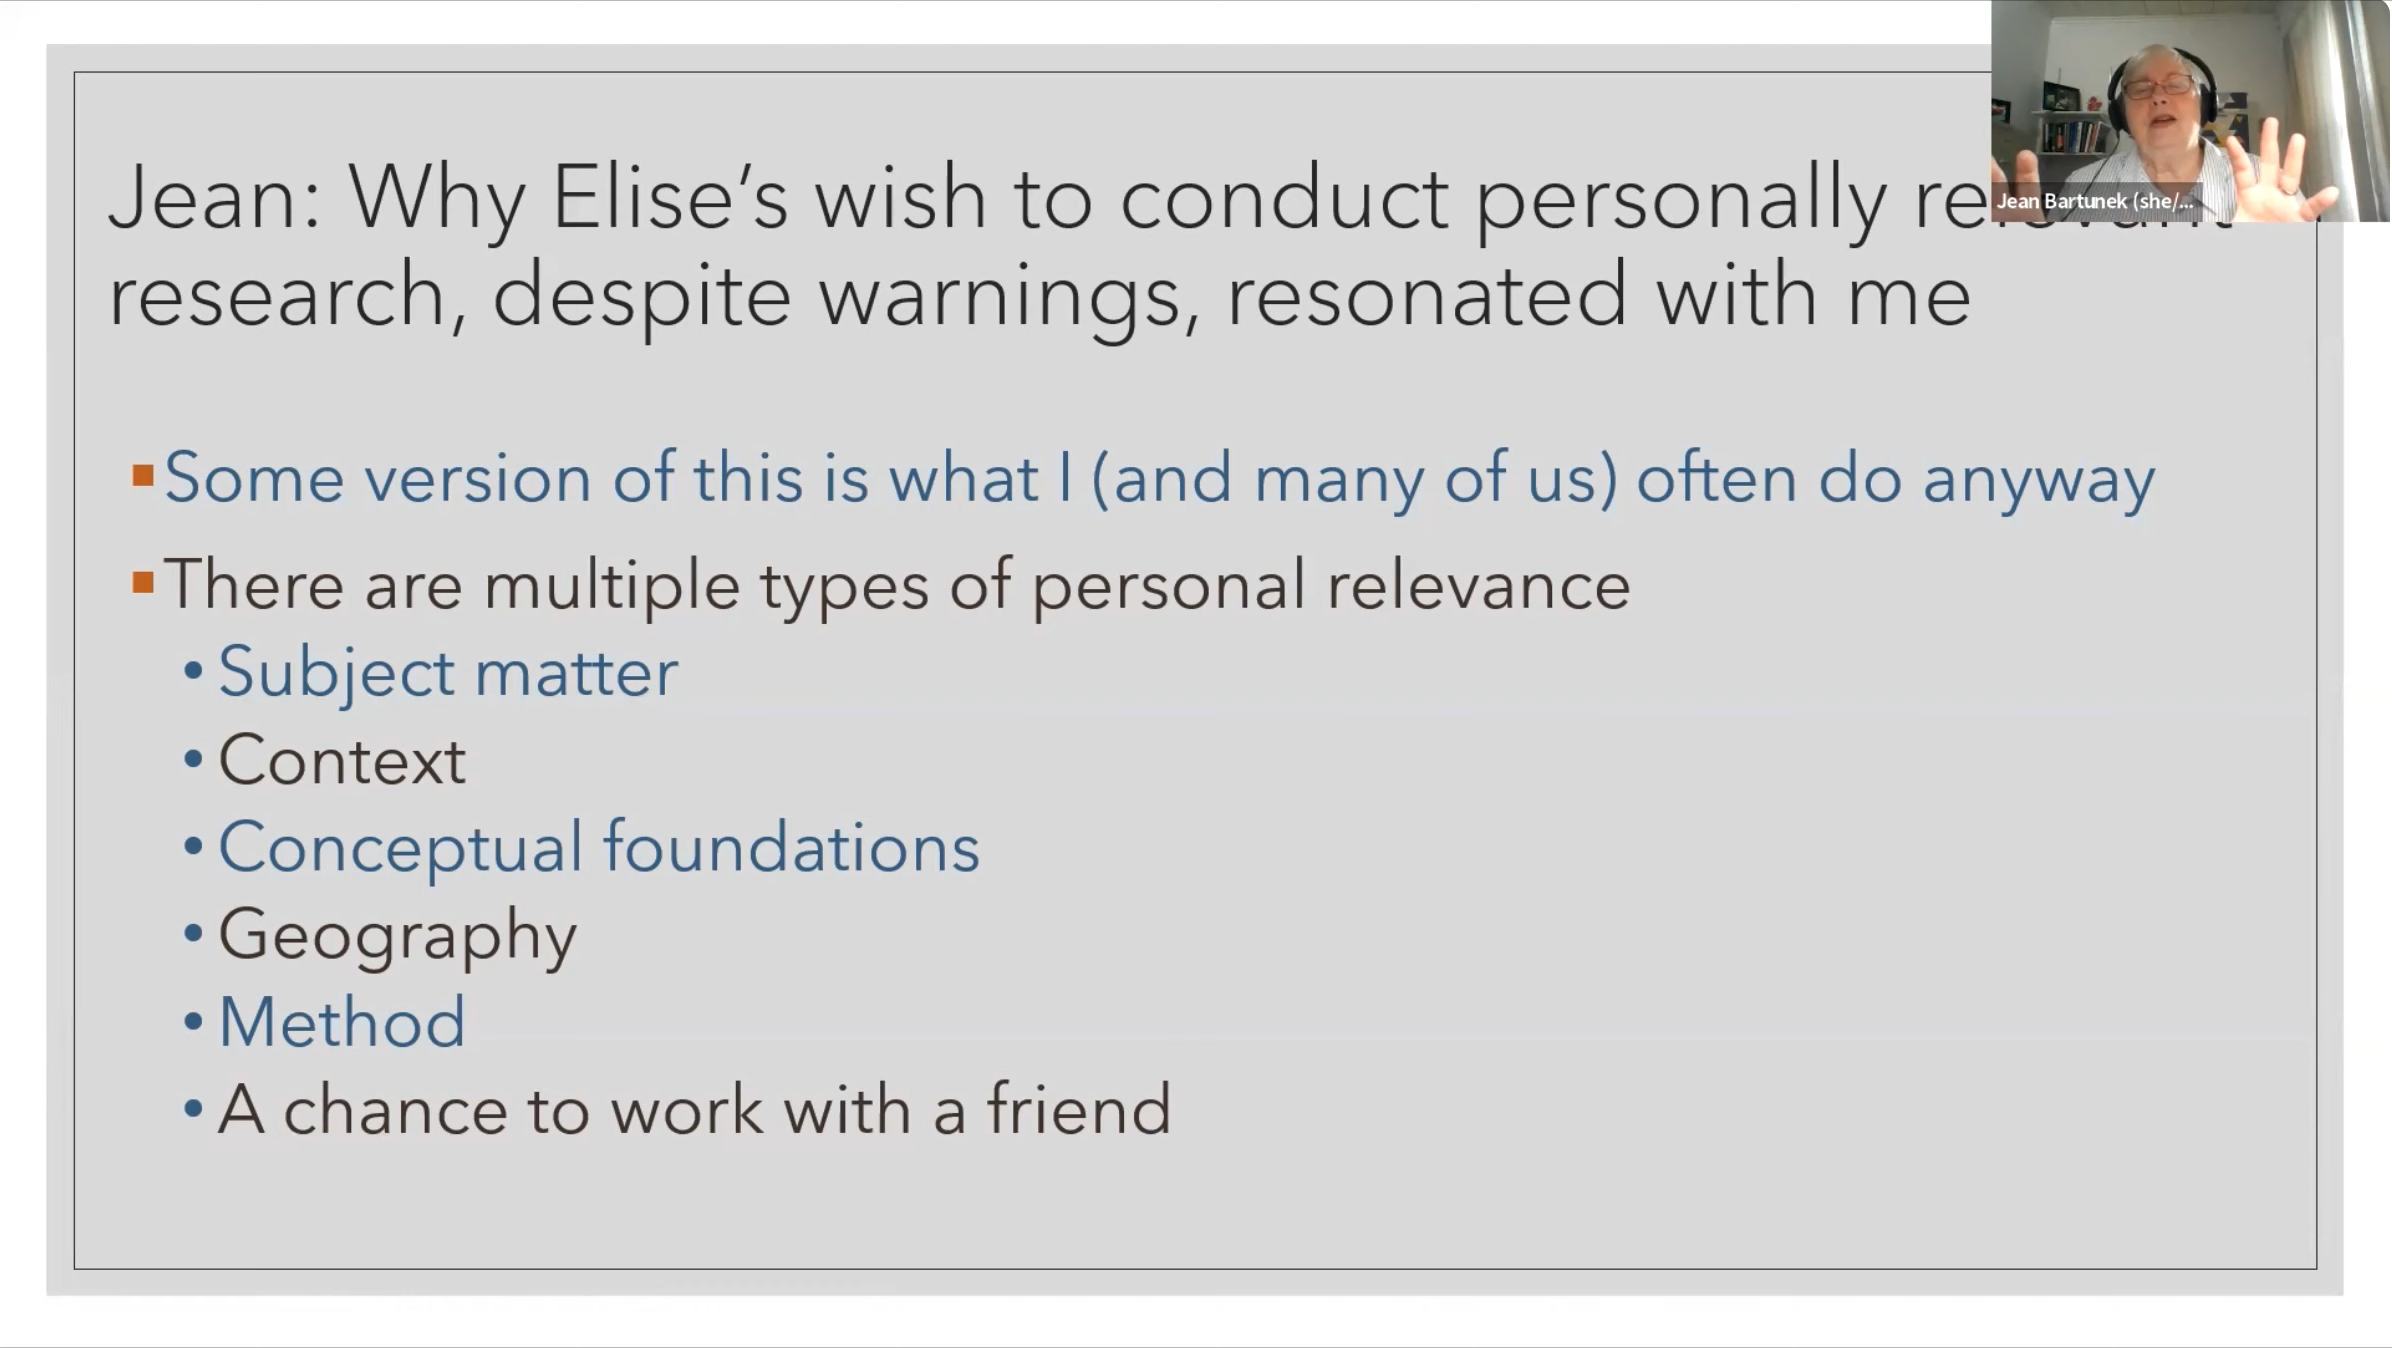 Jean: Why Elise’s wish to conduct personally relevant
research, despite warnings, resonated with me
Jean Bartunek (she/...
Some version of this is what I (and many of us) often do anyway
There are multiple types of personal relevance
Subject matter
Context
Conceptual foundations
Geography
Method
A chance to work with a friend